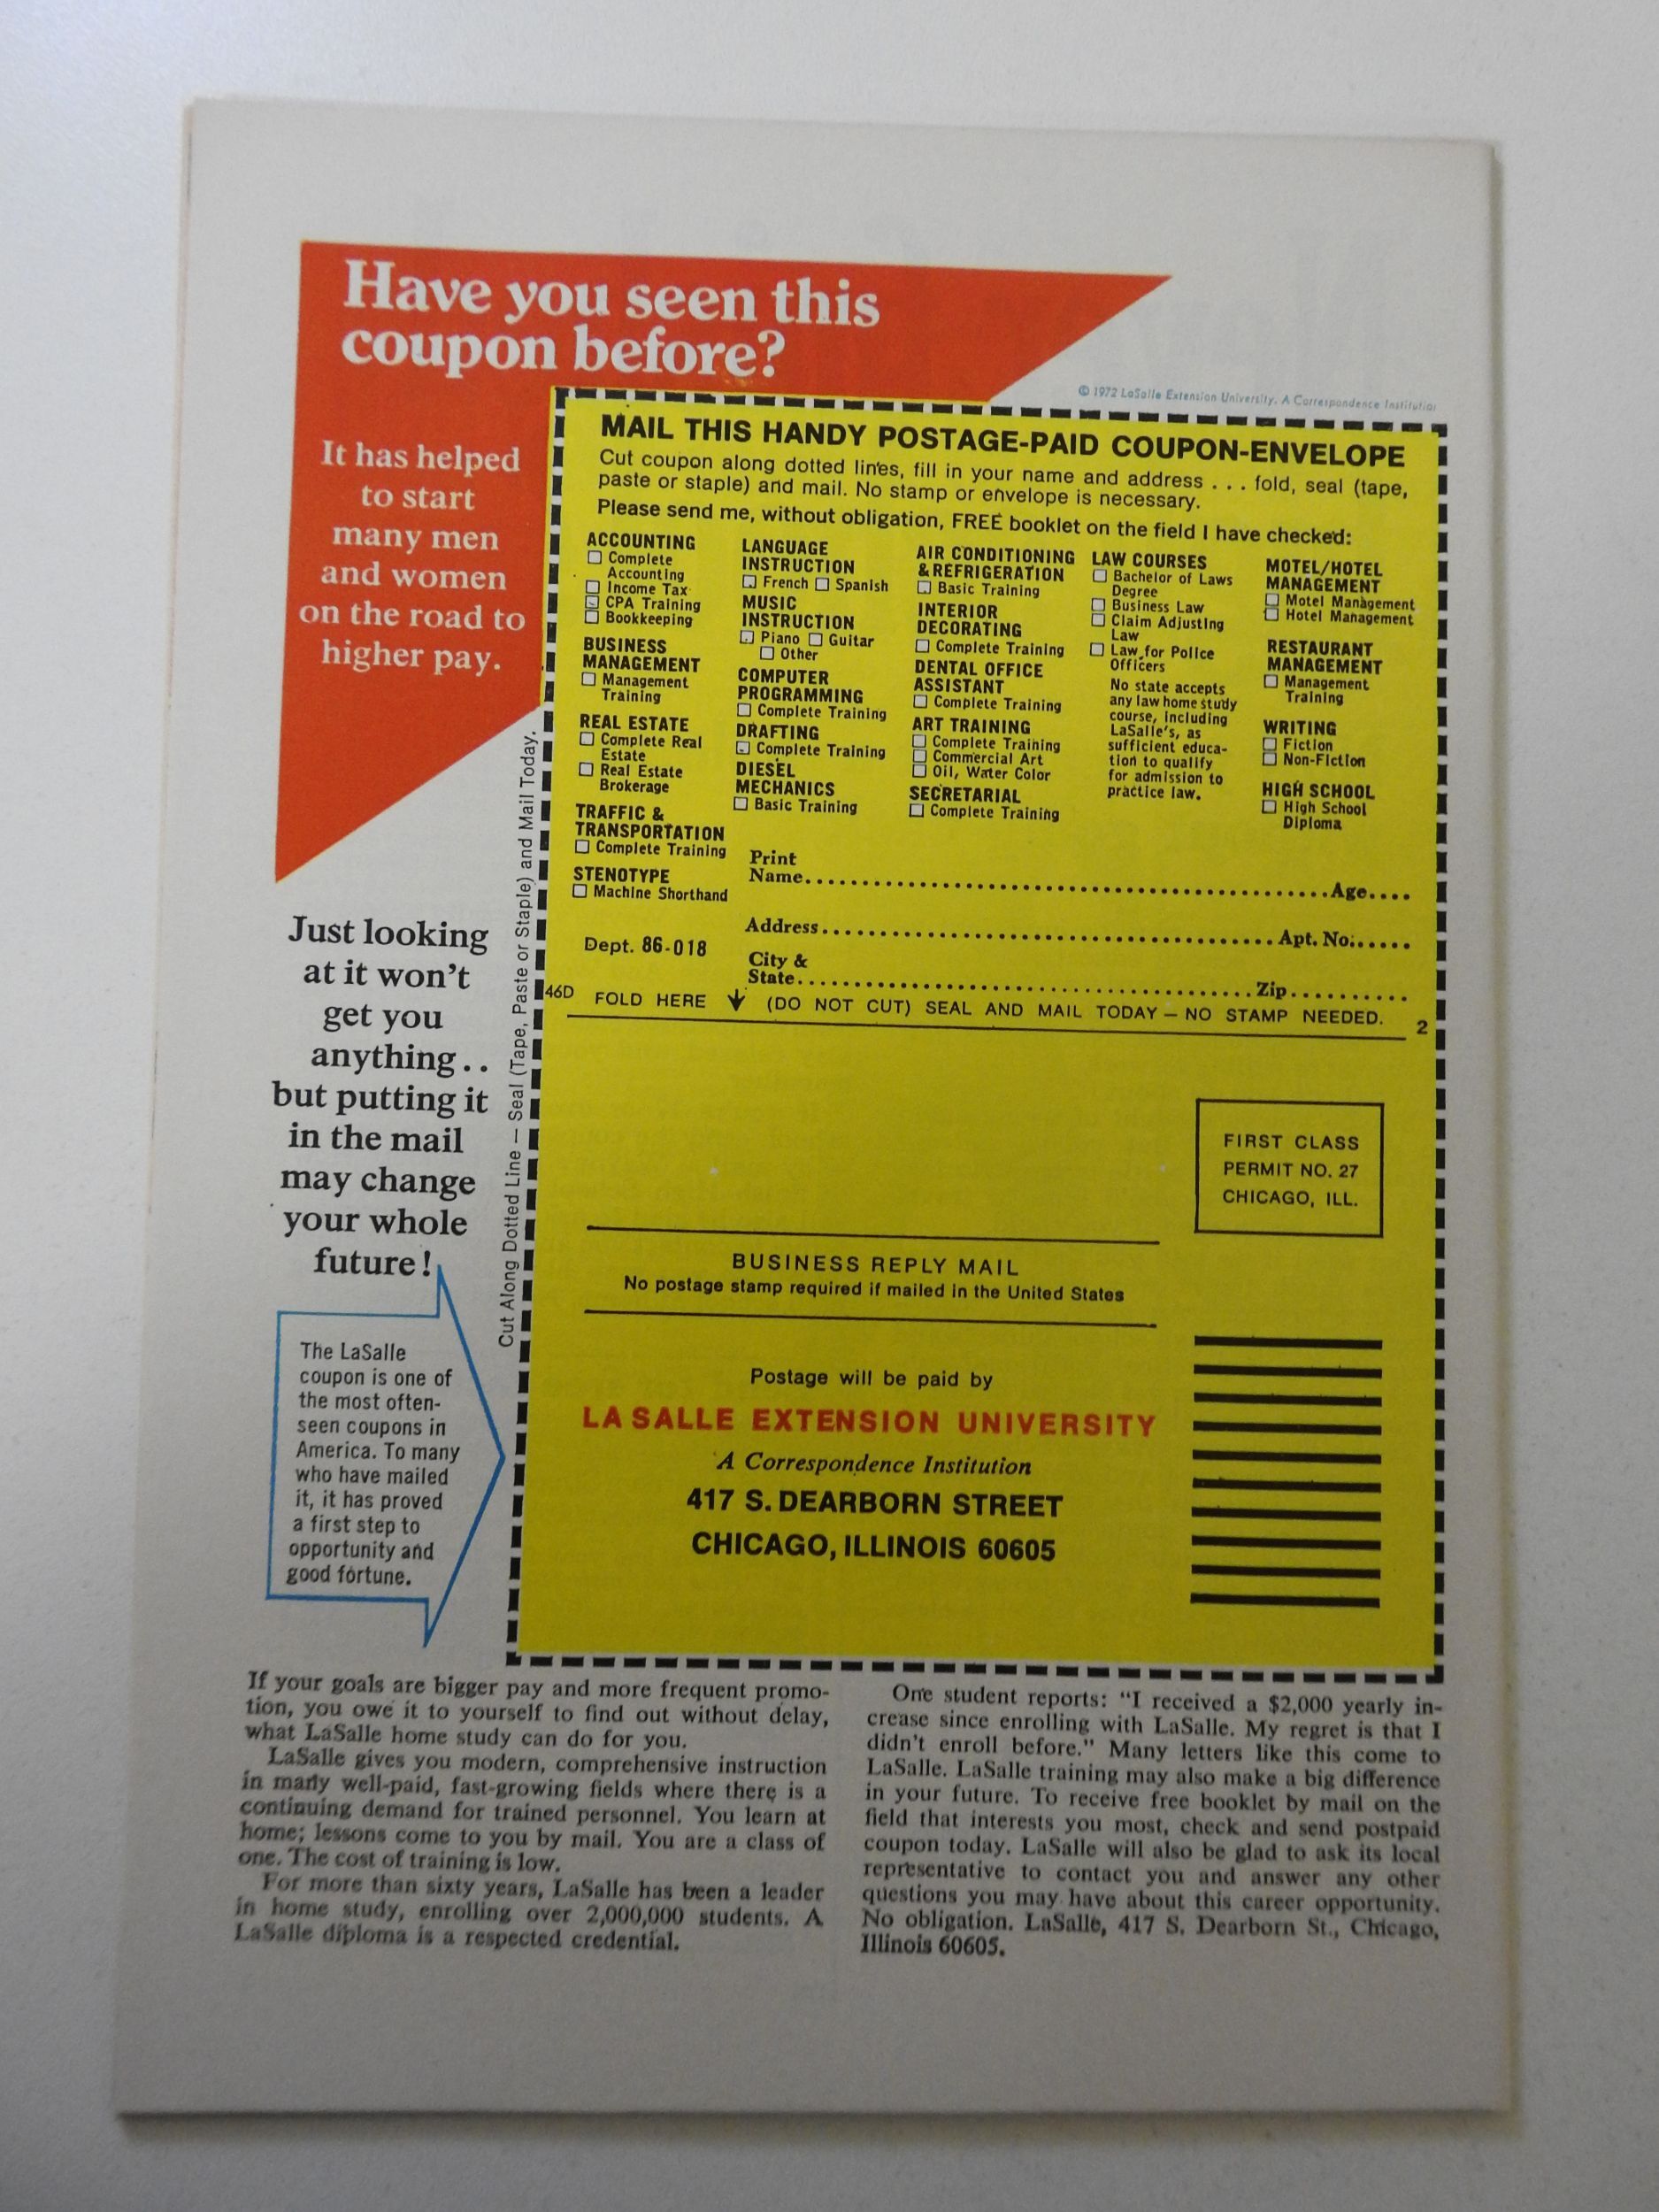 Have you seen this
coupon before?
It has helped
to start
many men
and women
on the road to
higher pay.
Just looking
at it won't
get you
anything..
but putting it
in the mail
may change
your whole
future!
The LaSalle
coupon is one of
the most often-
seen coupons in
America. To many
who have mailed
it, it has proved
a first step to
opportunity and
good fortune.
Cut Along Dotted Line — Seal (Tape, Paste or Staple) and Mail Today.
© 1972 LaSalle Extension University. A Correspondence Institution
MAIL THIS HANDY POSTAGE-PAID COUPON-ENVELOPE
Cut coupon along dotted lines, fill in your name and address . . . fold, seal (tape,
paste or staple) and mail. No stamp or envelope is necessary.
Please send me, without obligation, FREE booklet on the field I have checked:
ACCOUNTING
Complete
Accounting
Income Tax
CPA Training
Bookkeeping
BUSINESS
MANAGEMENT
Management
Training
REAL ESTATE
Complete Real
Estate
Real Estate
Brokerage
TRAFFIC &
TRANSPORTATION
Complete Training
STENOTYPE
Machine Shorthand
LANGUAGE
INSTRUCTION
French Spanish
MUSIC
INSTRUCTION
Piano Guitar
Other
COMPUTER
PROGRAMMING
Complete Training
DRAFTING
Complete Training
DIESEL
MECHANICS
Basic Training
AIR CONDITIONING
& REFRIGERATION
Basic Training
INTERIOR
DECORATING
Complete Training
DENTAL OFFICE
ASSISTANT
Complete Training
ART TRAINING
Complete Training
Commercial Art
Oil, Water Color
SECRETARIAL
Complete Training
LAW COURSES
Bachelor of Laws
Degree
Business Law
Claim Adjusting
Law
Law for Police
Officers
No state accepts
any law home study
course, including
LaSalle's, as
sufficient educa-
tion to qualify
for admission to
practice law.
MOTEL/HOTEL
MANAGEMENT
Motel Management
Hotel Management
RESTAURANT
MANAGEMENT
Management
Training
WRITING
Fiction
Non-Fiction
HIGH SCHOOL
High School
Diploma
Print
Name Age
Address Apt. No.
Dept. 86-018
City &
State Zip
46D FOLD HERE (DO NOT CUT) SEAL AND MAIL TODAY — NO STAMP NEEDED. 2
FIRST CLASS
PERMIT NO. 27
CHICAGO, ILL.
BUSINESS REPLY MAIL
No postage stamp required if mailed in the United States
Postage will be paid by
LA SALLE EXTENSION UNIVERSITY
A Correspondence Institution
417 S. DEARBORN STREET
CHICAGO, ILLINOIS 60605
If your goals are bigger pay and more frequent promo-
tion, you owe it to yourself to find out without delay,
what LaSalle home study can do for you.
LaSalle gives you modern, comprehensive instruction
in many well-paid, fast-growing fields where there is a
continuing demand for trained personnel. You learn at
home; lessons come to you by mail. You are a class of
one. The cost of training is low.
For more than sixty years, LaSalle has been a leader
in home study, enrolling over 2,000,000 students. A
LaSalle diploma is a respected credential.
One student reports: "I received a $2,000 yearly in-
crease since enrolling with LaSalle. My regret is that I
didn't enroll before." Many letters like this come to
LaSalle. LaSalle training may also make a big difference
in your future. To receive free booklet by mail on the
field that interests you most, check and send postpaid
coupon today. LaSalle will also be glad to ask its local
representative to contact you and answer any other
questions you may have about this career opportunity.
No obligation. LaSalle, 417 S. Dearborn St., Chicago,
Illinois 60605.